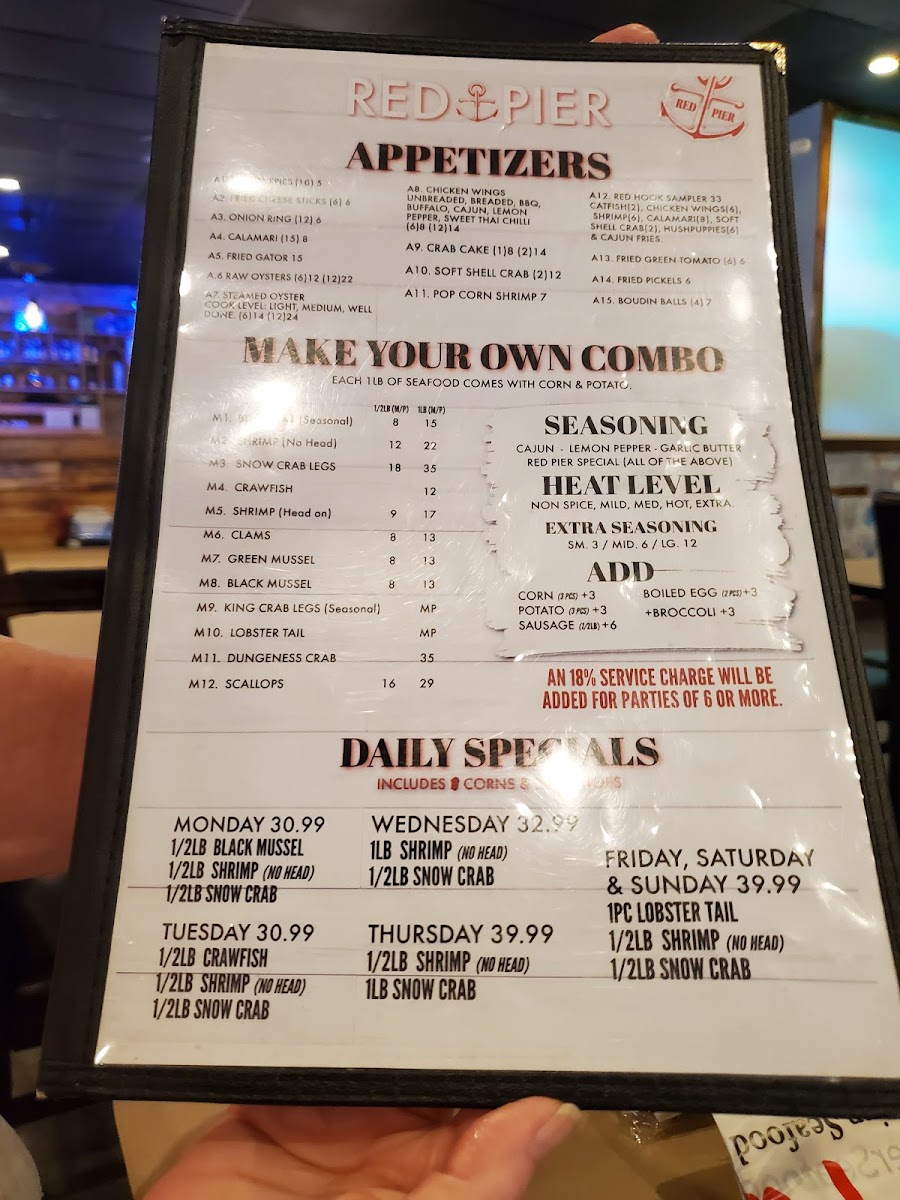 RED PIER
RED PIER
APPETIZERS
A1. (10) 5
A2. FRIED CHEESE STICKS (6) 6
A3. ONION RING (12) 6
A4. CALAMARI (15) 8
A5. FRIED GATOR 15
A.6 RAW OYSTERS (6)12 (12)22
A7. STEAMED OYSTER
COOK LEVEL: LIGHT, MEDIUM, WELL
DONE. (6)14 (12)24
A8. CHICKEN WINGS
UNBREADED, BREADED, BBQ,
BUFFALO, CAJUN, LEMON
PEPPER, SWEET THAI CHILLI
(6)8 (12)14
A9. CRAB CAKE (1)8 (2)14
A10. SOFT SHELL CRAB (2)12
A11. POP CORN SHRIMP 7
A12. RED HOOK SAMPLER 33
CATFISH(2), CHICKEN WINGS(6),
SHRIMP(6), CALAMARI(8), SOFT
SHELL CRAB(2), HUSHPUPPIES(6)
& CAJUN FRIES.
A13. FRIED GREEN TOMATO (6) 6
A14. FRIED PICKELS 6
A15. BOUDIN BALLS (4) 7
MAKE YOUR OWN COMBO
EACH 1LB OF SEAFOOD COMES WITH CORN & POTATO.
1/2LB (M/P) 1LB (M/P)
M1. (Seasonal) 8 15
M2. SHRIMP (No Head) 12 22
M3. SNOW CRAB LEGS 18 35
M4. CRAWFISH 12
M5. SHRIMP (Head on) 9 17
M6. CLAMS 8 13
M7. GREEN MUSSEL 8 13
M8. BLACK MUSSEL 8 13
M9. KING CRAB LEGS (Seasonal) MP
M10. LOBSTER TAIL MP
M11. DUNGENESS CRAB 35
M12. SCALLOPS 16 29
SEASONING
CAJUN - LEMON PEPPER - GARLIC BUTTER
RED PIER SPECIAL (ALL OF THE ABOVE)
HEAT LEVEL
NON SPICE, MILD, MED, HOT, EXTRA.
EXTRA SEASONING
SM. 3 / MID. 6 / LG. 12
ADD
CORN (3 PCS) +3
POTATO (3 PCS) +3
SAUSAGE (1/2LB) +6
BOILED EGG (2 PCS)+3
+BROCCOLI +3
AN 18% SERVICE CHARGE WILL BE
ADDED FOR PARTIES OF 6 OR MORE.
DAILY SPECIALS
INCLUDES CORNS &
MONDAY 30.99
1/2LB BLACK MUSSEL
1/2LB SHRIMP (NO HEAD)
1/2LB SNOW CRAB
TUESDAY 30.99
1/2LB CRAWFISH
1/2LB SHRIMP (NO HEAD)
1/2LB SNOW CRAB
WEDNESDAY 32.99
1LB SHRIMP (NO HEAD)
1/2LB SNOW CRAB
THURSDAY 39.99
1/2LB SHRIMP (NO HEAD)
1LB SNOW CRAB
FRIDAY, SATURDAY
& SUNDAY 39.99
1PC LOBSTER TAIL
1/2LB SHRIMP (NO HEAD)
1/2LB SNOW CRAB
Seafood